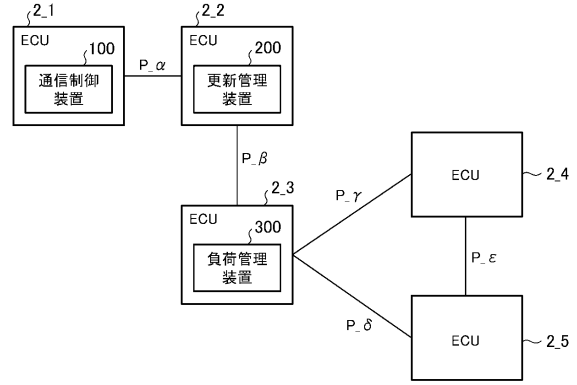 2_1
ECU
100
通信制御
装置
P_α
2_2
ECU
200
更新管理
装置
P_β
2_3
ECU
300
負荷管理
装置
P_γ
P_δ
ECU
2_4
P_ε
ECU
2_5